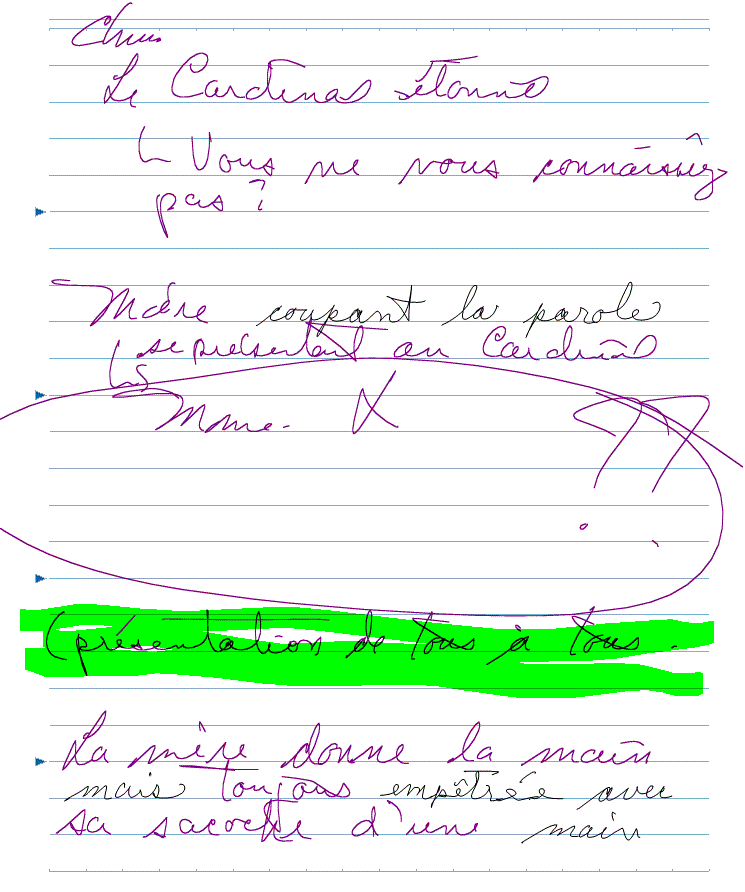 Le Cardinal étonné
↳ Vous ne vous connaissiez
pas ?
Mère coupant la parole
se présentant au Cardinal
↳ Mme. X ??
(présentation de tous à tous.
La mère donne la main
mais toujours empêtrée avec
sa sacoche d'une main